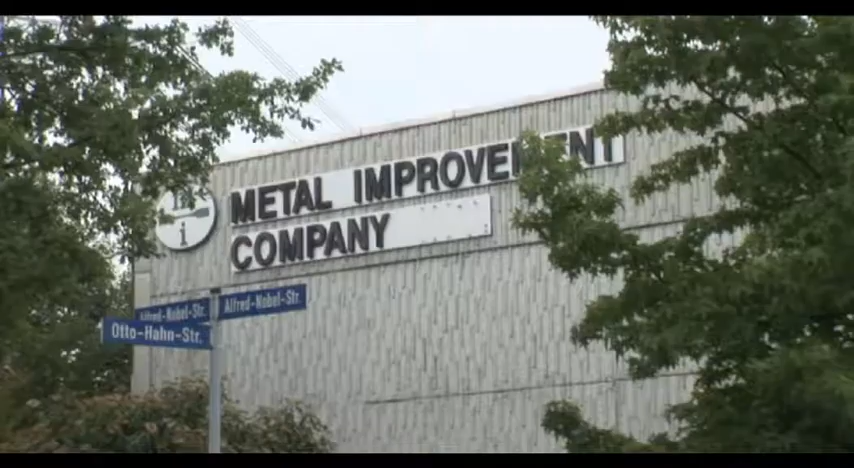 METAL IMPROVEMENT
COMPANY
i
Alfred-Nobel-Str.
Alfred-Nobel-Str.
Otto-Hahn-Str.